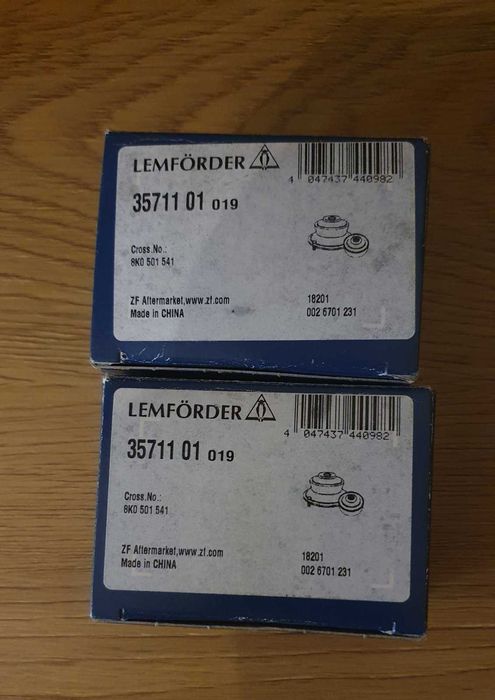 LEMFÖRDER
4 047437 440982
35711 01 019
Cross.No.:
8K0 501 541
ZF Aftermarket,www.zf.com
Made in CHINA
18201
002 6701 231
LEMFÖRDER
4 047437 440982
35711 01 019
Cross.No.:
8K0 501 541
ZF Aftermarket,www.zf.com
Made in CHINA
18201
002 6701 231